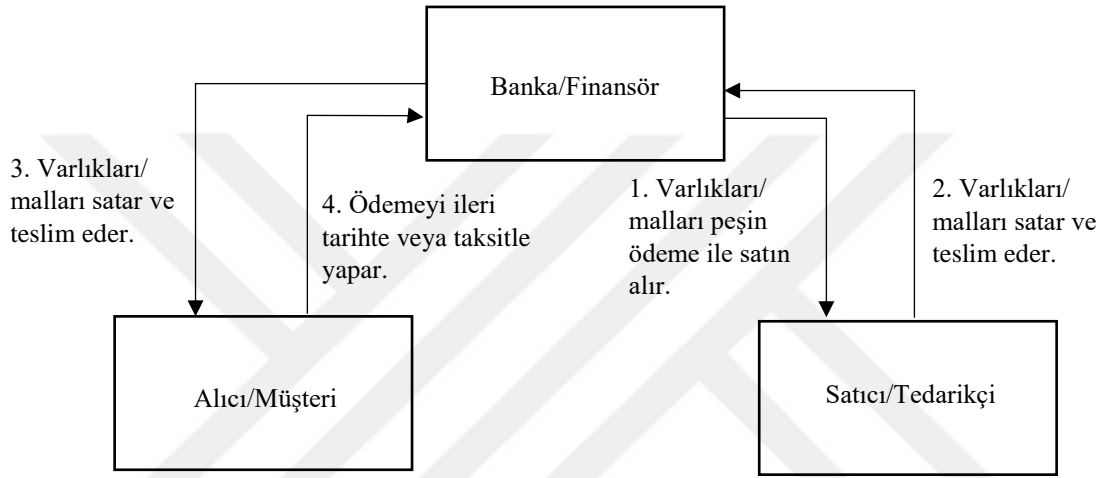 Banka/Finansör
3. Varlıkları/
malları satar ve
teslim eder.
4. Ödemeyi ileri
tarihte veya taksitle
yapar.
1. Varlıkları/
malları peşin
ödeme ile satın
alır.
2. Varlıkları/
malları satar ve
teslim eder.
Alıcı/Müşteri
Satıcı/Tedarikçi